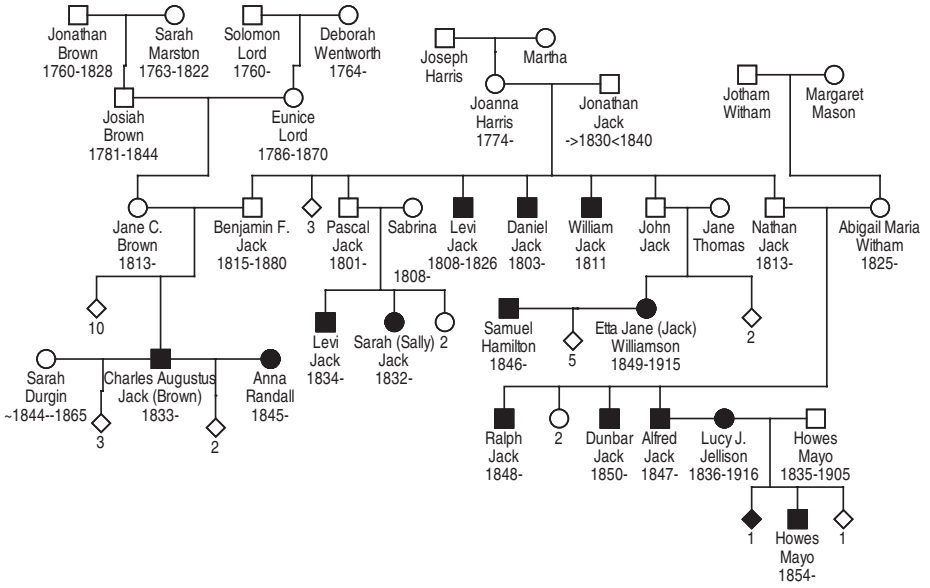 Jonathan
Brown
1760-1828
Sarah
Marston
1763-1822
Solomon
Lord
1760-
Deborah
Wentworth
1764-
Joseph
Harris
Martha
Jotham
Witham
Margaret
Mason
Josiah
Brown
1781-1844
Eunice
Lord
1786-1870
Joanna
Harris
1774-
Jonathan
Jack
->1830<1840
Jane C.
Brown
1813-
Benjamin F.
Jack
1815-1880
3
Pascal
Jack
1801-
Sabrina
1808-
Levi
Jack
1808-1826
Daniel
Jack
1803-
William
Jack
1811
John
Jack
Jane
Thomas
Nathan
Jack
1813-
Abigail Maria
Witham
1825-
10
Levi
Jack
1834-
Sarah (Sally)
Jack
1832-
2
Samuel
Hamilton
1846-
5
Etta Jane (Jack)
Williamson
1849-1915
2
Sarah
Durgin
~1844--1865
3
Charles Augustus
Jack (Brown)
1833-
2
Anna
Randall
1845-
Ralph
Jack
1848-
2
Dunbar
Jack
1850-
Alfred
Jack
1847-
Lucy J.
Jellison
1836-1916
Howes
Mayo
1835-1905
1
Howes
Mayo
1854-
1